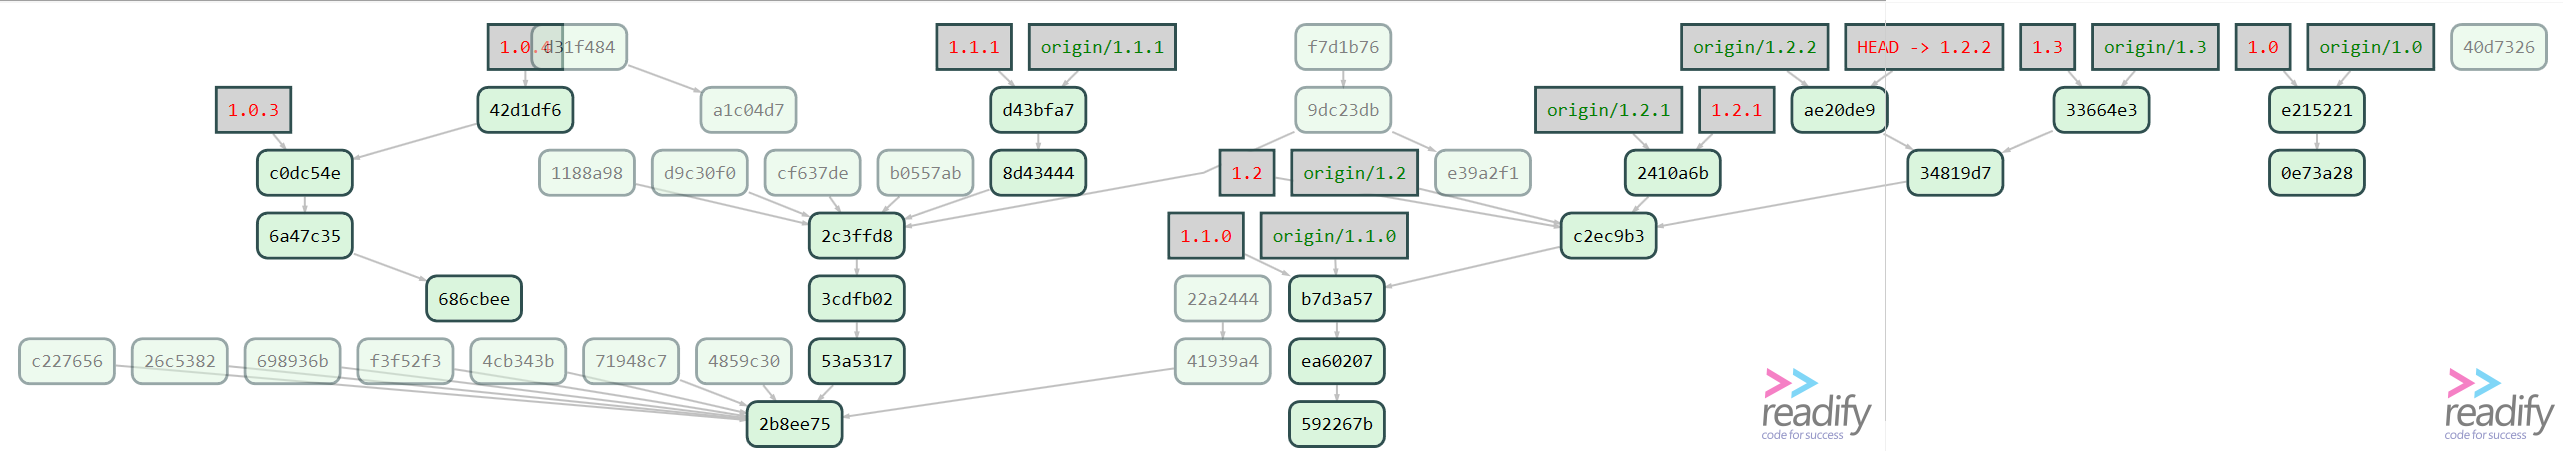 1.0.4
d31f484
1.1.1
origin/1.1.1
f7d1b76
origin/1.2.2
HEAD -> 1.2.2
1.3
origin/1.3
1.0
origin/1.0
40d7326
1.0.3
42d1df6
a1c04d7
d43bfa7
9dc23db
origin/1.2.1
1.2.1
ae20de9
33664e3
e215221
c0dc54e
1188a98
d9c30f0
cf637de
b0557ab
8d43444
1.2
origin/1.2
e39a2f1
2410a6b
34819d7
0e73a28
6a47c35
2c3ffd8
1.1.0
origin/1.1.0
c2ec9b3
686cbee
3cdfb02
22a2444
b7d3a57
c227656
26c5382
698936b
f3f52f3
4cb343b
71948c7
4859c30
53a5317
41939a4
ea60207
2b8ee75
592267b
readify
code for success
readify
code for success